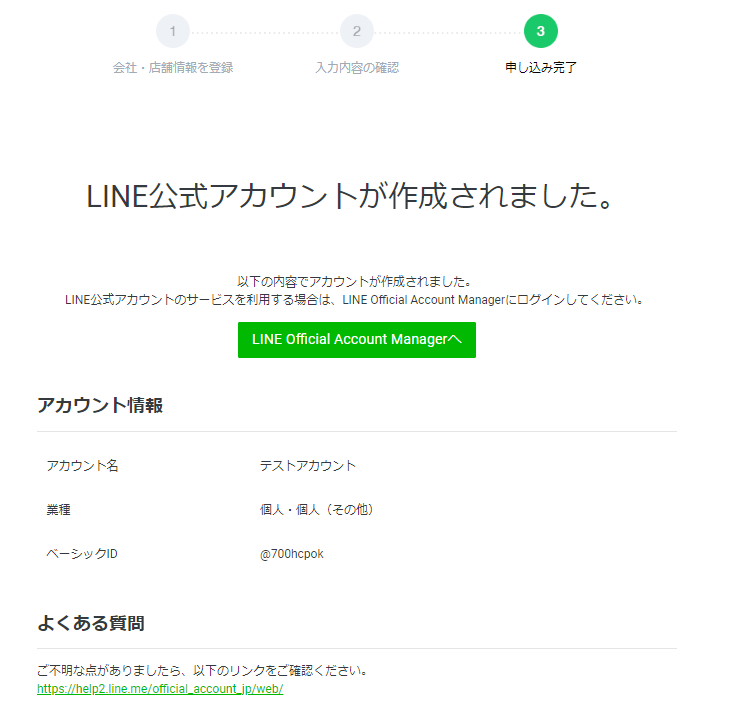 1
2
3
会社・店舗情報を登録
入力内容の確認
申し込み完了
LINE公式アカウントが作成されました。
以下の内容でアカウントが作成されました。
LINE公式アカウントのサービスを利用する場合は、LINE Official Account Managerにログインしてください。
LINE Official Account Managerへ
アカウント情報
アカウント名 テストアカウント
業種 個人・個人（その他）
ベーシックID @700hcpok
よくある質問
ご不明な点がありましたら、以下のリンクをご確認ください。
https://help2.line.me/official_account_jp/web/